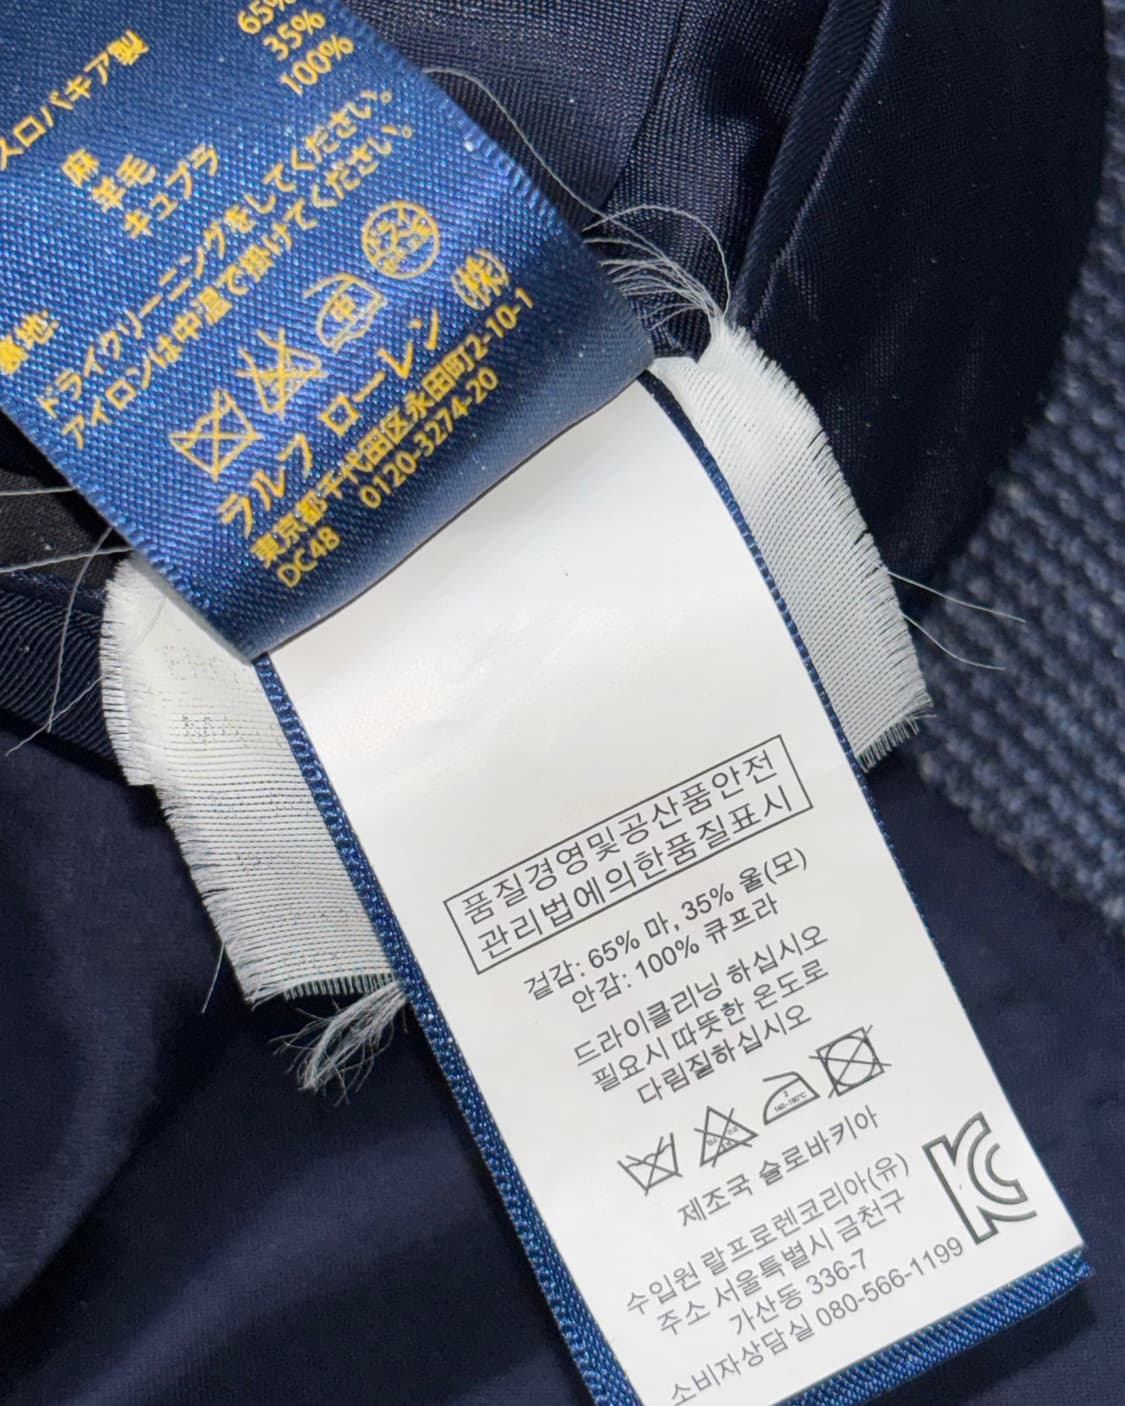 65%
35%
100%
スロバキア製
麻
羊毛
キュプラ
裏地:
ドライクリーニングをしてください。
アイロンは中温で掛けてください。
中
ドライ
ラルフ ローレン (株)
東京都千代田区永田町2-10-1
0120-3274-20
DC48
품질경영및공산품안전
관리법에의한품질표시
겉감: 65% 마, 35% 울(모)
안감: 100% 큐프라
드라이클리닝 하십시오
필요시 따뜻한 온도로
다림질하십시오
2
140~160℃
제조국 슬로바키아
수입원 랄프로렌코리아(유)
주소 서울특별시 금천구
가산동 336-7
소비자상담실 080-566-1199